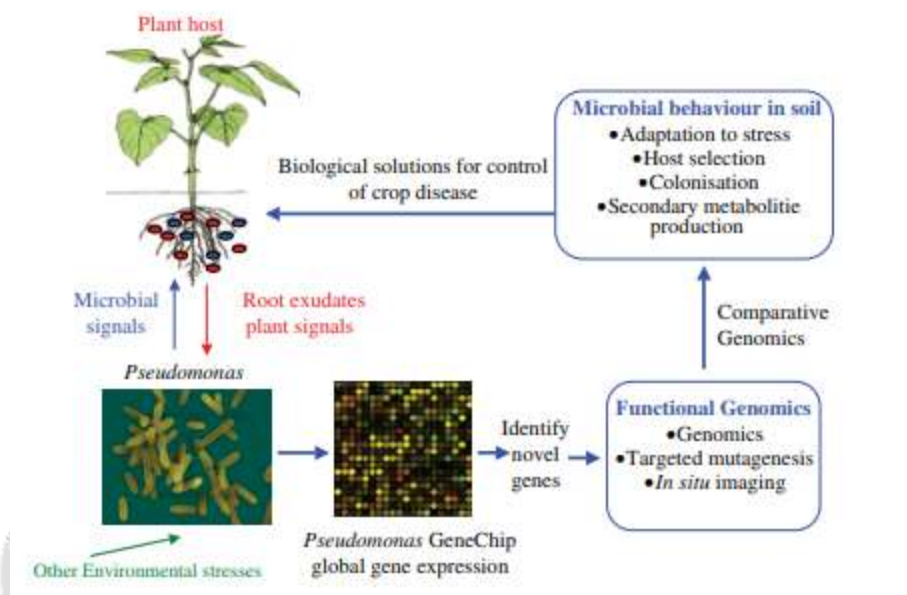 Plant host
Microbial behaviour in soil
•Adaptation to stress
•Host selection
•Colonisation
•Secondary metabolitie
production
Biological solutions for control
of crop disease
Microbial
signals
Root exudates
plant signals
Comparative
Genomics
Pseudomonas
Identify
novel
genes
Functional Genomics
•Genomics
•Targeted mutagenesis
•In situ imaging
Pseudomonas GeneChip
global gene expression
Other Environmental stresses